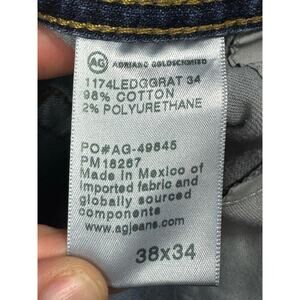 AG ADRIANO GOLDSCHMIED
1174LEDGGRAT 34
98% COTTON
2% POLYURETHANE
PO#AG-49845
PM18267
Made in Mexico of
imported fabric and
globally sourced
components
www.agjeans.com
38x34